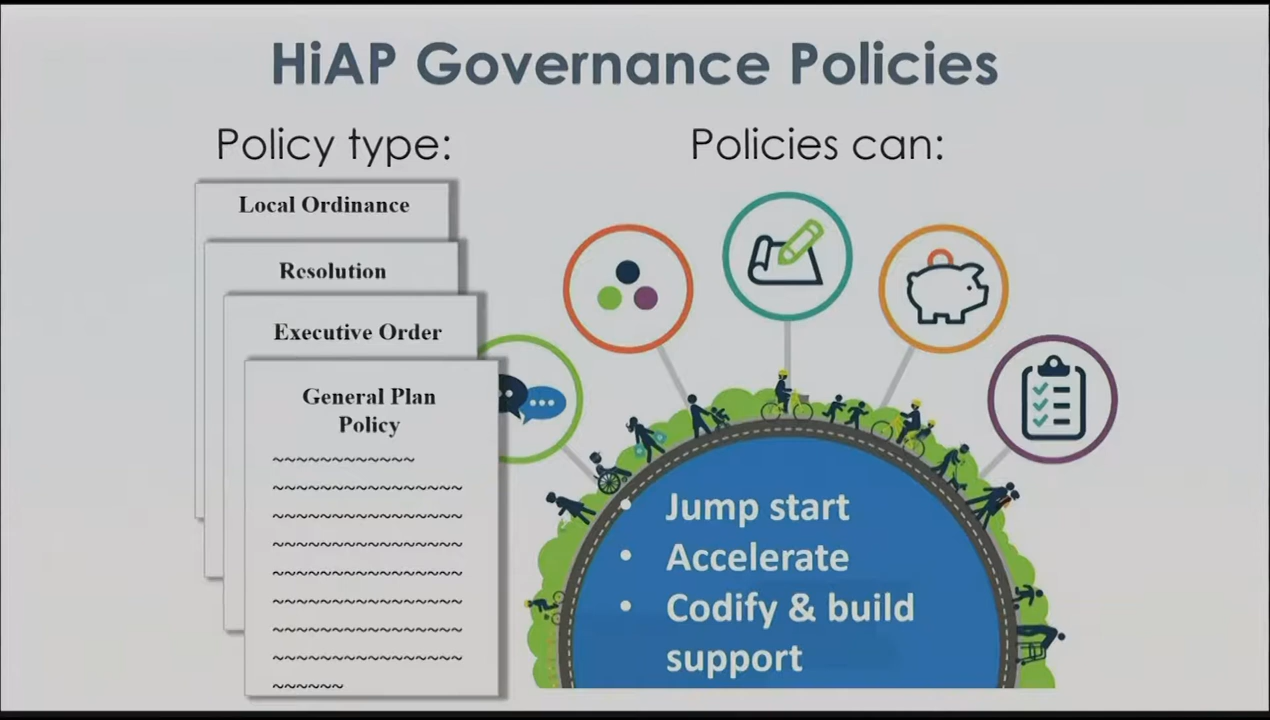 HiAP Governance Policies
Policy type:
Policies can:
Local Ordinance
Resolution
Executive Order
General Plan
Policy
• Jump start
• Accelerate
• Codify & build
support